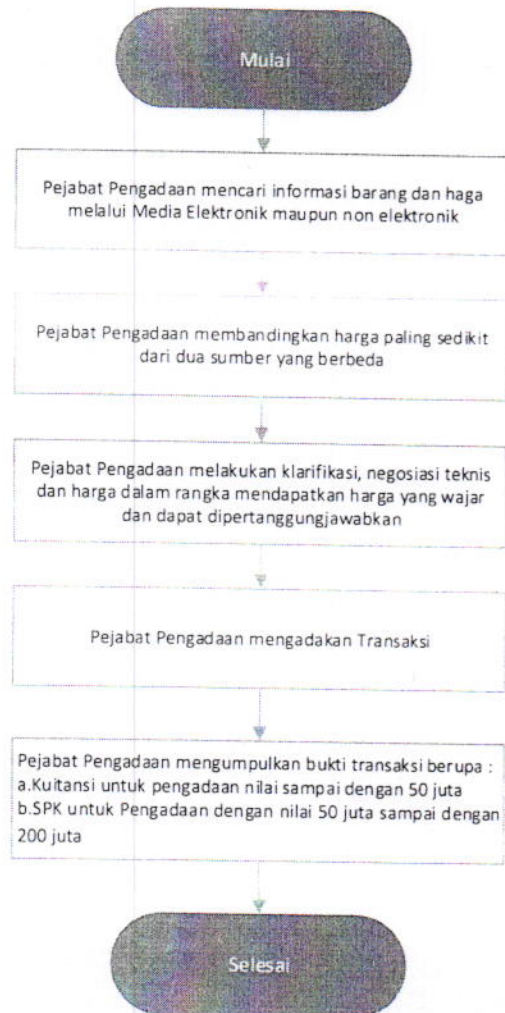 Mulai
Pejabat Pengadaan mencari informasi barang dan haga
melalui Media Elektronik maupun non elektronik
Pejabat Pengadaan membandingkan harga paling sedikit
dari dua sumber yang berbeda
Pejabat Pengadaan melakukan klarifikasi, negosiasi teknis
dan harga dalam rangka mendapatkan harga yang wajar
dan dapat dipertanggungjawabkan
Pejabat Pengadaan mengadakan Transaksi
Pejabat Pengadaan mengumpulkan bukti transaksi berupa :
a.Kuitansi untuk pengadaan nilai sampai dengan 50 juta
b.SPK untuk Pengadaan dengan nilai 50 juta sampai dengan
200 juta
Selesai